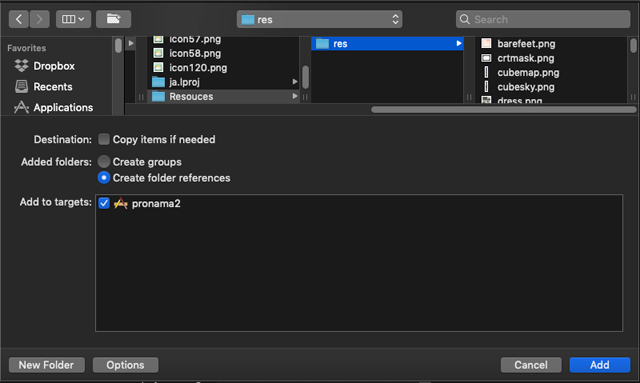 res
Search
Favorites
Dropbox
Recents
Applications
icon57.png
icon58.png
icon120.png
ja.lproj
Resouces
res
barefeet.png
crtmask.png
cubemap.png
cubesky.png
dress.png
Destination:
Copy items if needed
Added folders:
Create groups
Create folder references
Add to targets:
pronama2
New Folder
Options
Cancel
Add